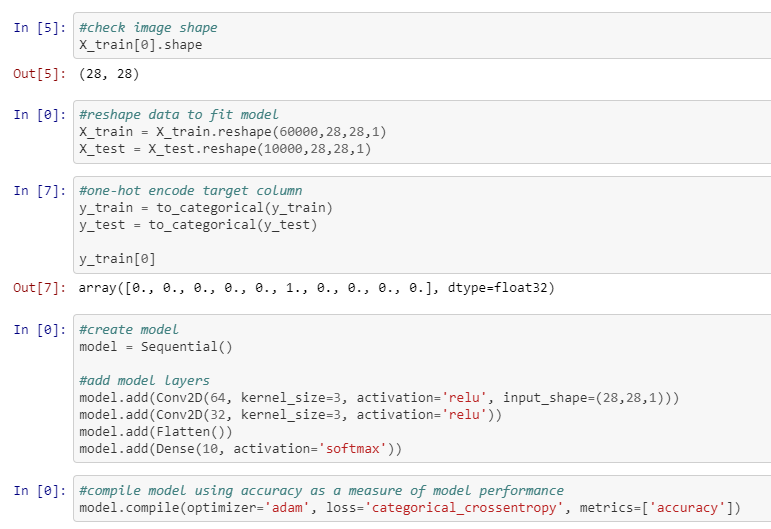 In [5]: #check image shape
X_train[0].shape
Out[5]: (28, 28)
In [0]: #reshape data to fit model
X_train = X_train.reshape(60000,28,28,1)
X_test = X_test.reshape(10000,28,28,1)
In [7]: #one-hot encode target column
y_train = to_categorical(y_train)
y_test = to_categorical(y_test)
y_train[0]
Out[7]: array([0., 0., 0., 0., 0., 1., 0., 0., 0., 0.], dtype=float32)
In [0]: #create model
model = Sequential()
#add model layers
model.add(Conv2D(64, kernel_size=3, activation='relu', input_shape=(28,28,1)))
model.add(Conv2D(32, kernel_size=3, activation='relu'))
model.add(Flatten())
model.add(Dense(10, activation='softmax'))
In [0]: #compile model using accuracy as a measure of model performance
model.compile(optimizer='adam', loss='categorical_crossentropy', metrics=['accuracy'])